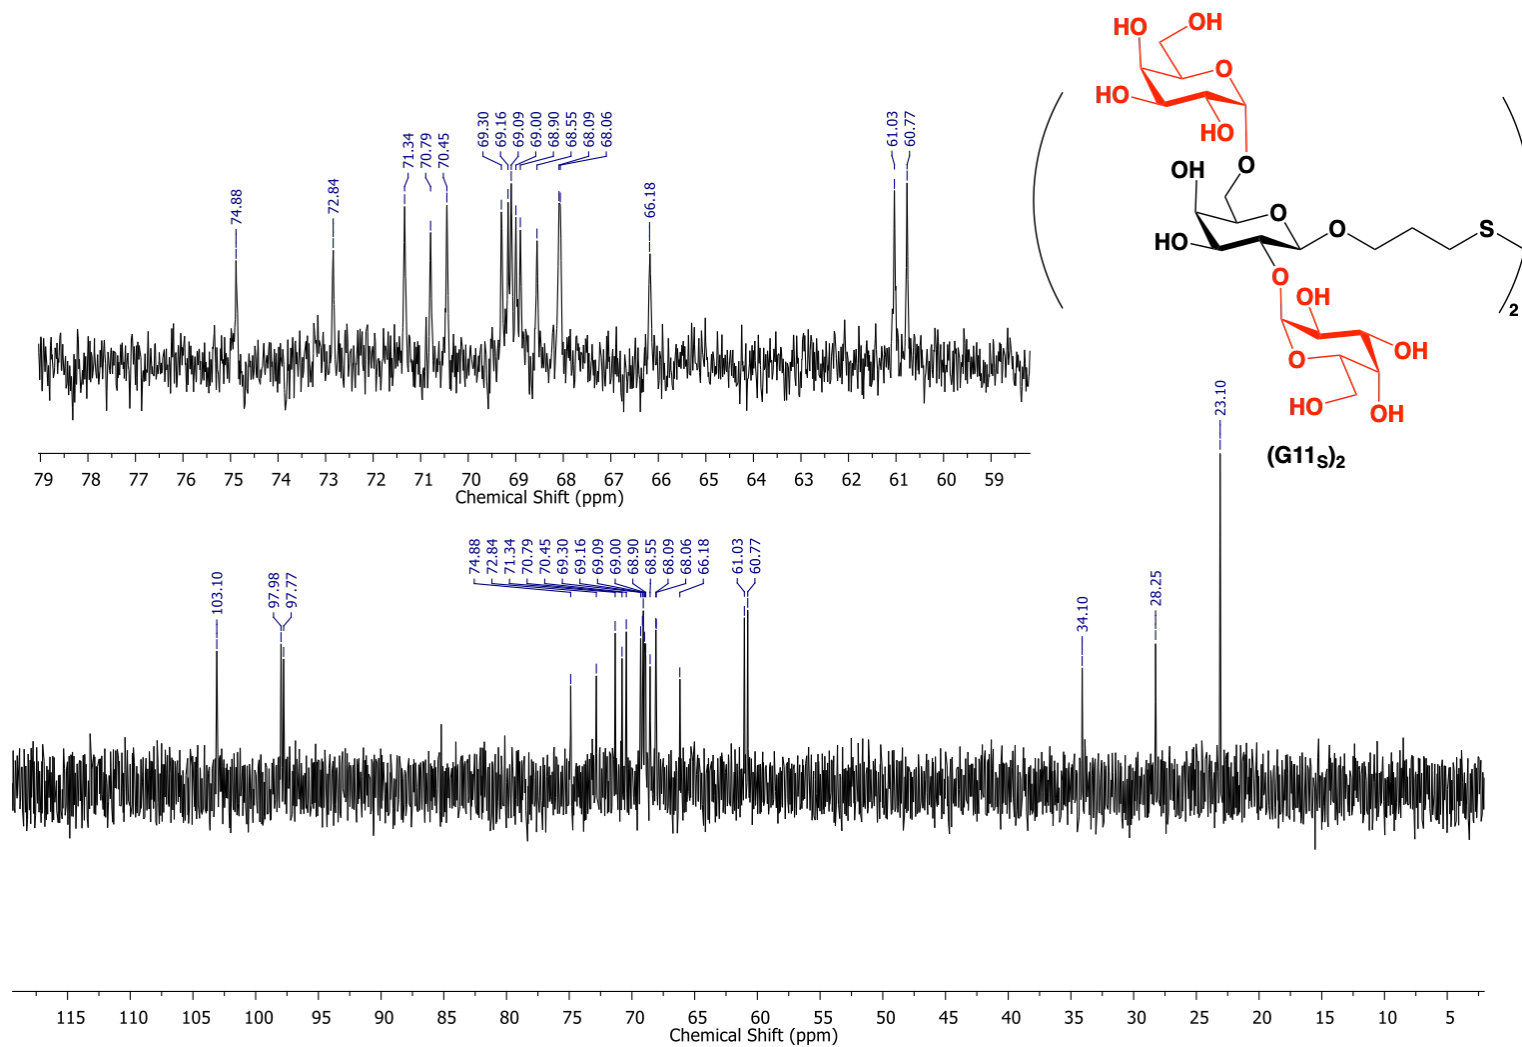 HO
OH
O
HO
HO
O
OH
O
HO
O
S
O
OH
O
OH
HO
OH
2
(G11S)2
74.88
72.84
71.34
70.79
70.45
69.30
69.16
69.09
69.00
68.90
68.55
68.09
68.06
66.18
61.03
60.77
79 78 77 76 75 74 73 72 71 70 69 68 67 66 65 64 63 62 61 60 59
Chemical Shift (ppm)
103.10
97.98
97.77
74.88
72.84
71.34
70.79
70.45
69.30
69.16
69.09
69.00
68.90
68.55
68.09
68.06
66.18
61.03
60.77
34.10
28.25
23.10
115 110 105 100 95 90 85 80 75 70 65 60 55 50 45 40 35 30 25 20 15 10 5
Chemical Shift (ppm)